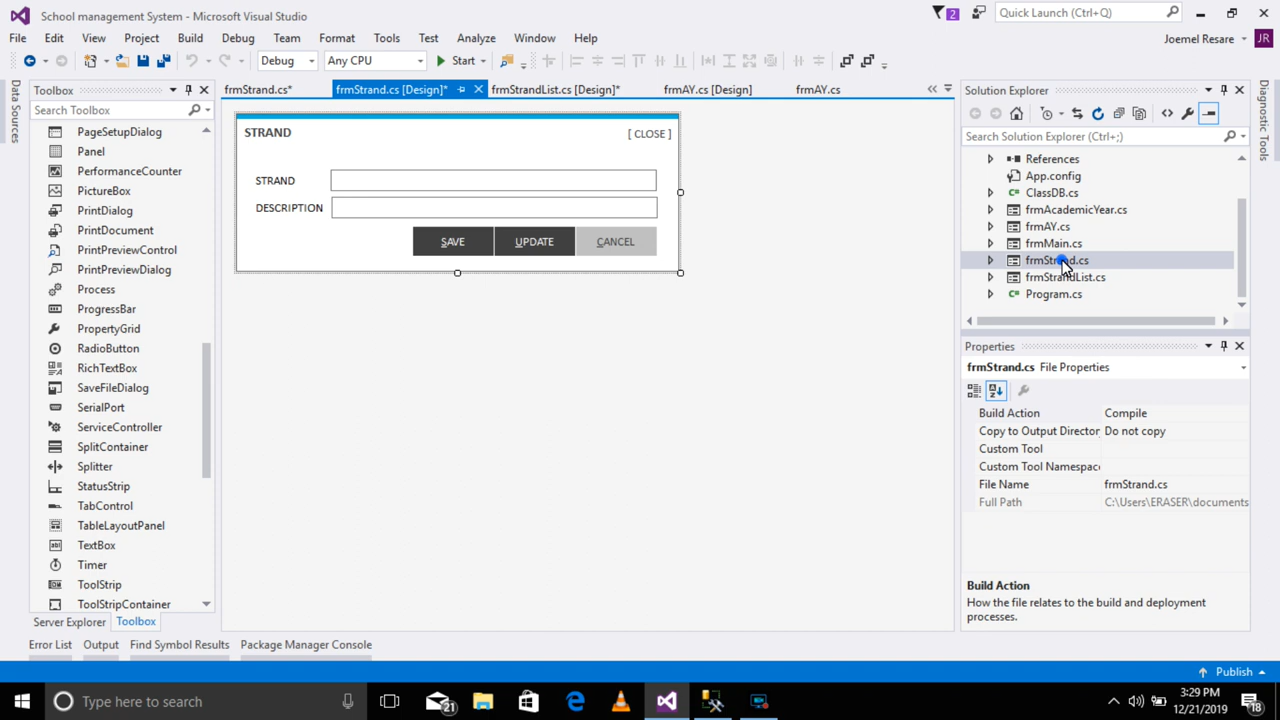 School management System - Microsoft Visual Studio
2
Quick Launch (Ctrl+Q)
File Edit View Project Build Debug Team Format Tools Test Analyze Window Help
Joemel Resare JR
Debug Any CPU Start
Data Sources
Toolbox
Search Toolbox
PageSetupDialog
Panel
PerformanceCounter
PictureBox
PrintDialog
PrintDocument
PrintPreviewControl
PrintPreviewDialog
Process
ProgressBar
PropertyGrid
RadioButton
RichTextBox
SaveFileDialog
SerialPort
ServiceController
SplitContainer
Splitter
StatusStrip
TabControl
TableLayoutPanel
TextBox
Timer
ToolStrip
ToolStripContainer
Server Explorer Toolbox
frmStrand.cs* frmStrand.cs [Design]* frmStrandList.cs [Design]* frmAY.cs [Design] frmAY.cs
STRAND [ CLOSE ]
STRAND
DESCRIPTION
SAVE UPDATE CANCEL
Solution Explorer
Search Solution Explorer (Ctrl+;)
References
App.config
ClassDB.cs
frmAcademicYear.cs
frmAY.cs
frmMain.cs
frmStrand.cs
frmStrandList.cs
Program.cs
Properties
frmStrand.cs File Properties
Build Action Compile
Copy to Output Director Do not copy
Custom Tool
Custom Tool Namespac
File Name frmStrand.cs
Full Path C:\Users\ERASER\documents
Build Action
How the file relates to the build and deployment
processes.
Diagnostic Tools
Error List Output Find Symbol Results Package Manager Console
Publish
Type here to search
21
3:29 PM
12/21/2019
18